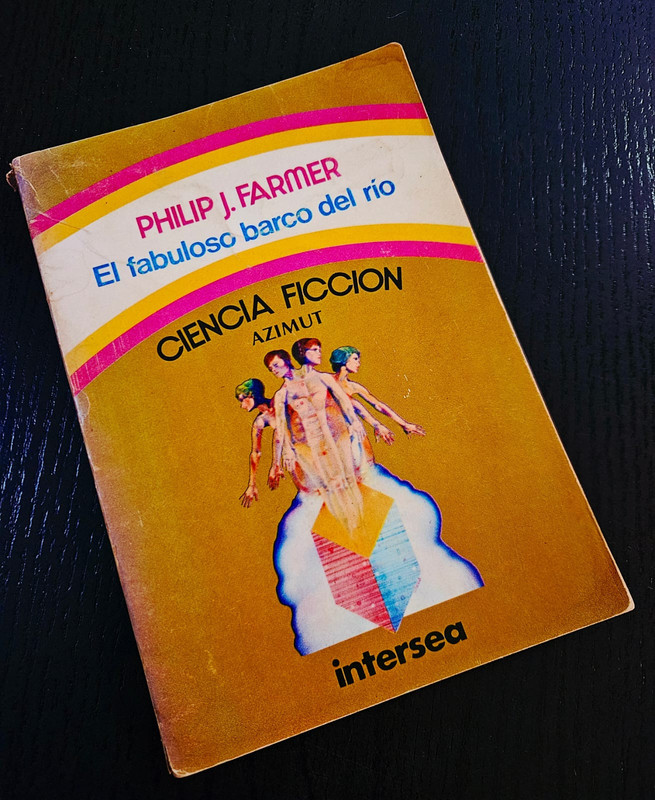 PHILIP J. FARMER
El fabuloso barco del río
CIENCIA FICCION
AZIMUT
intersea